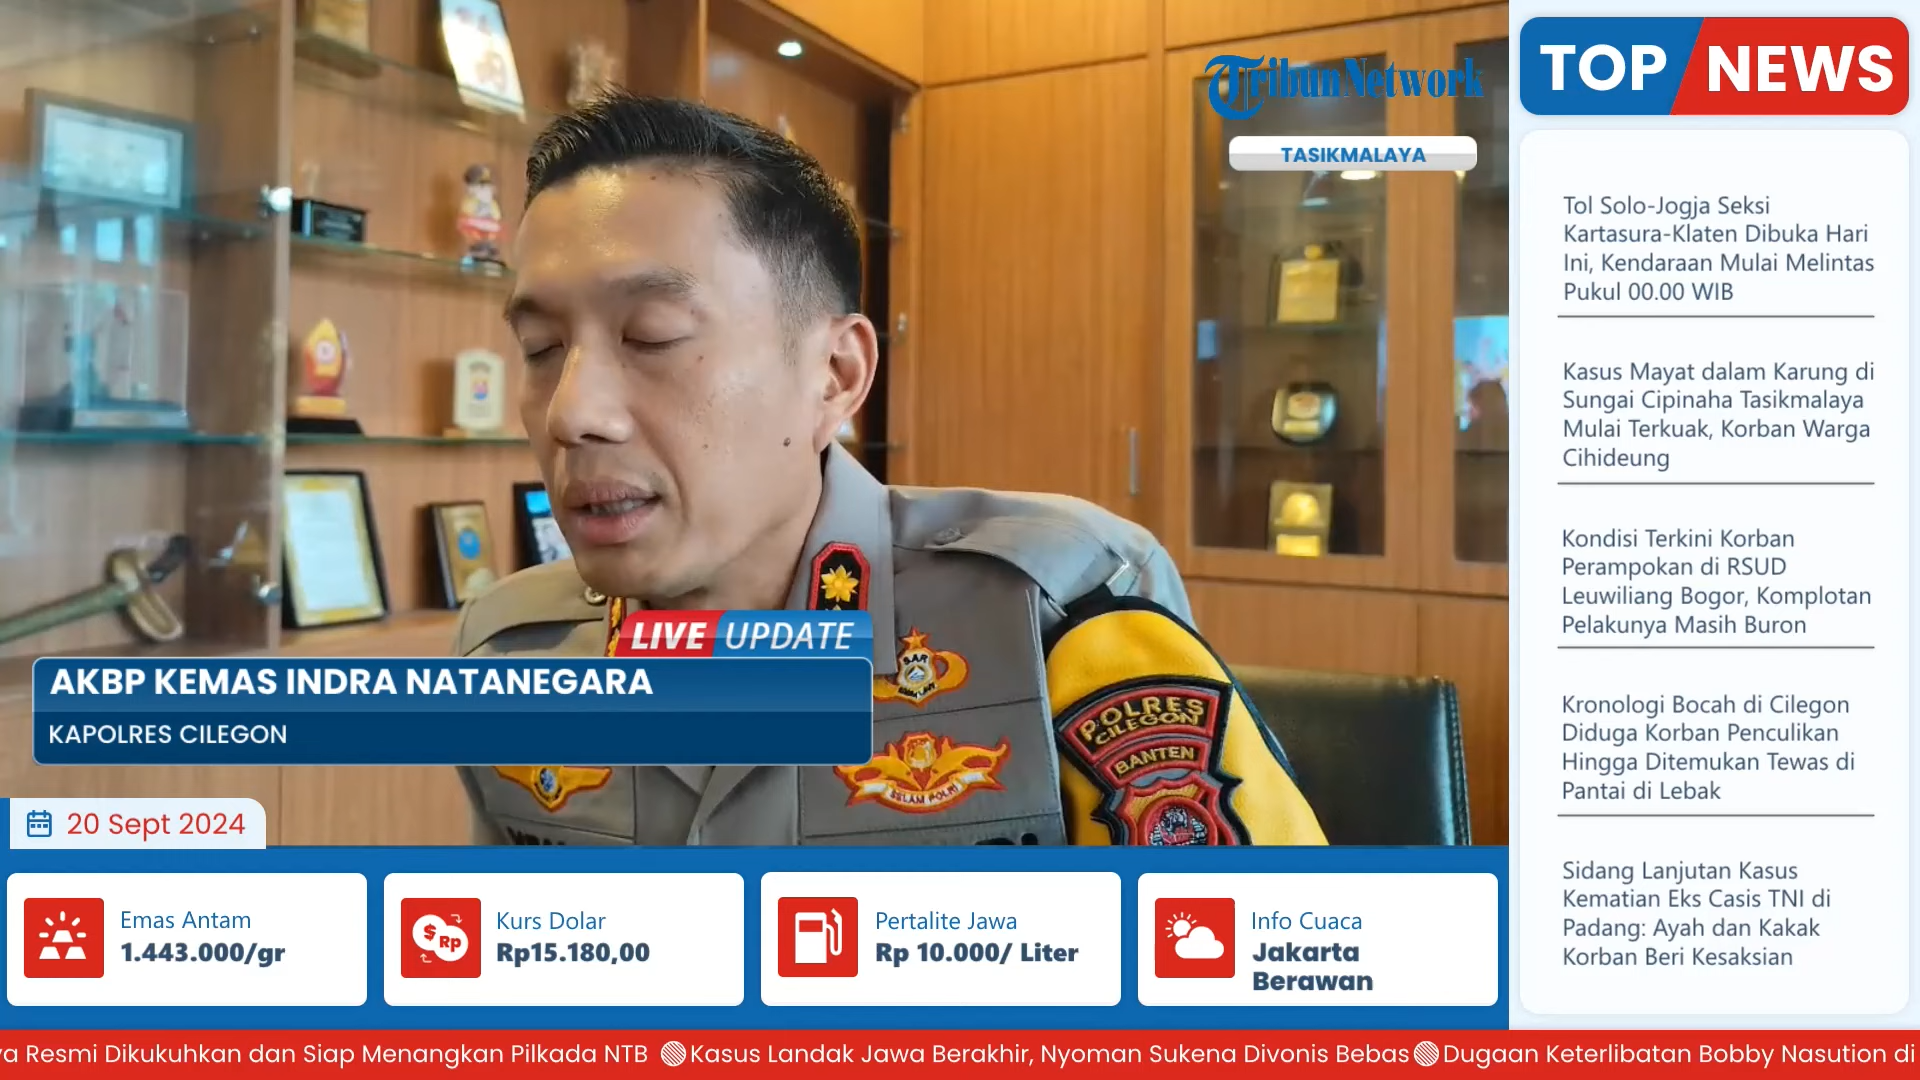 TribunNetwork
TASIKMALAYA
TOP NEWS
Tol Solo-Jogja Seksi
Kartasura-Klaten Dibuka Hari
Ini, Kendaraan Mulai Melintas
Pukul 00.00 WIB
Kasus Mayat dalam Karung di
Sungai Cipinaha Tasikmalaya
Mulai Terkuak, Korban Warga
Cihideung
Kondisi Terkini Korban
Perampokan di RSUD
Leuwiliang Bogor, Komplotan
Pelakunya Masih Buron
Kronologi Bocah di Cilegon
Diduga Korban Penculikan
Hingga Ditemukan Tewas di
Pantai di Lebak
Sidang Lanjutan Kasus
Kematian Eks Casis TNI di
Padang: Ayah dan Kakak
Korban Beri Kesaksian
LIVE UPDATE
AKBP KEMAS INDRA NATANEGARA
KAPOLRES CILEGON
SAR
SELAM POLRI
POLRES
CILEGON
BANTEN
20 Sept 2024
Emas Antam
1.443.000/gr
$ Rp
Kurs Dolar
Rp15.180,00
Pertalite Jawa
Rp 10.000/ Liter
Info Cuaca
Jakarta
Berawan
ya Resmi Dikukuhkan dan Siap Menangkan Pilkada NTB Kasus Landak Jawa Berakhir, Nyoman Sukena Divonis Bebas Dugaan Keterlibatan Bobby Nasution di